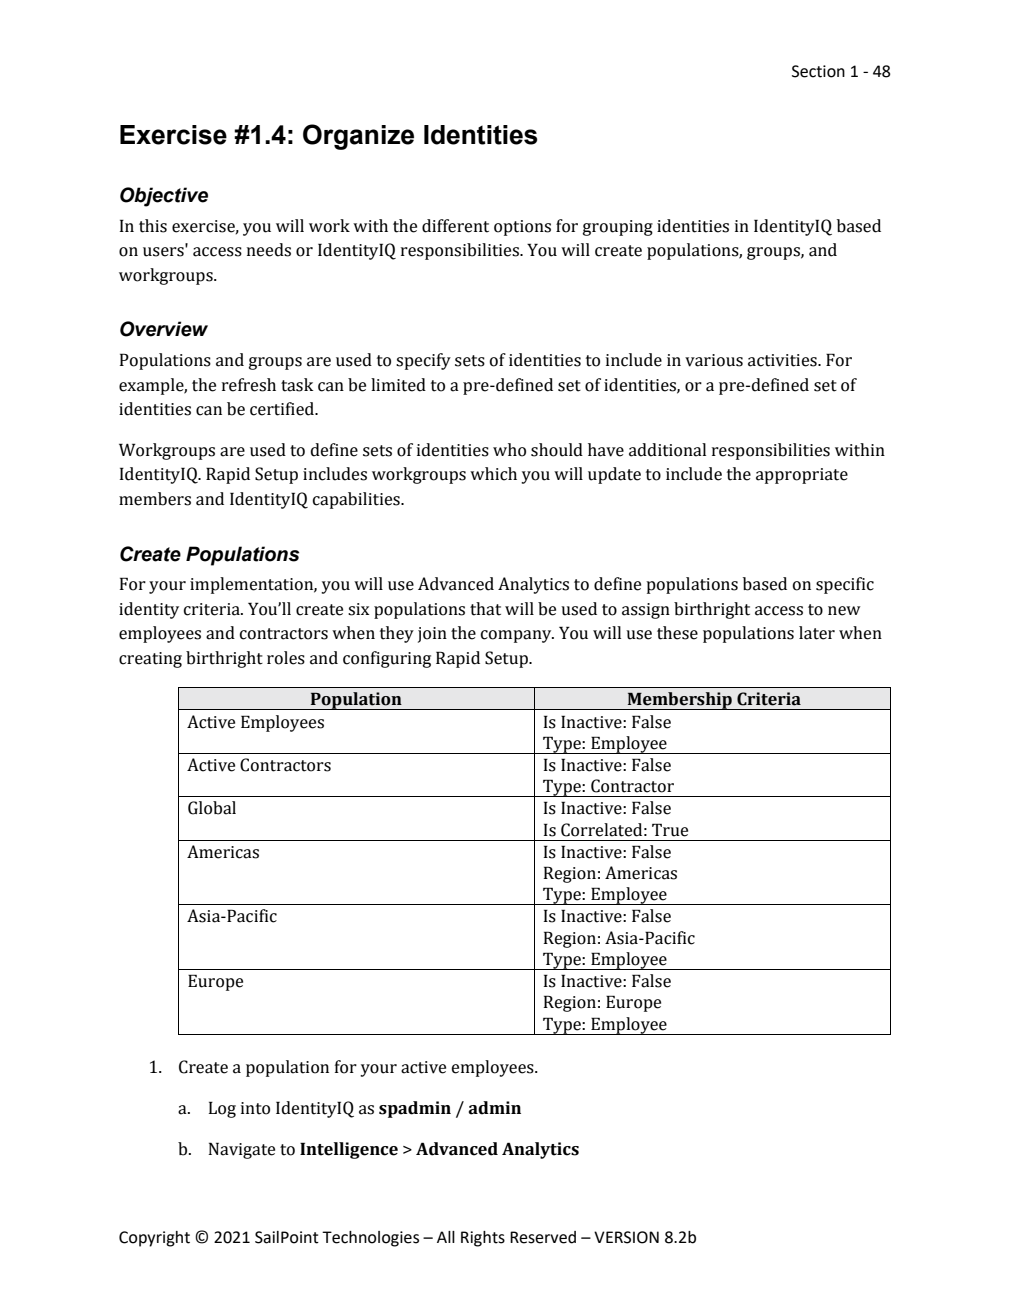 Section 1 - 48
Exercise #1.4: Organize Identities
Objective
In this exercise, you will work with the different options for grouping identities in IdentityIQ based
on users' access needs or IdentityIQ responsibilities. You will create populations, groups, and
workgroups.
Overview
Populations and groups are used to specify sets of identities to include in various activities. For
example, the refresh task can be limited to a pre-defined set of identities, or a pre-defined set of
identities can be certified.
Workgroups are used to define sets of identities who should have additional responsibilities within
IdentityIQ. Rapid Setup includes workgroups which you will update to include the appropriate
members and IdentityIQ capabilities.
Create Populations
For your implementation, you will use Advanced Analytics to define populations based on specific
identity criteria. You’ll create six populations that will be used to assign birthright access to new
employees and contractors when they join the company. You will use these populations later when
creating birthright roles and configuring Rapid Setup.
Population Membership Criteria
Active Employees Is Inactive: False
Type: Employee
Active Contractors Is Inactive: False
Type: Contractor
Global Is Inactive: False
Is Correlated: True
Americas Is Inactive: False
Region: Americas
Type: Employee
Asia-Pacific Is Inactive: False
Region: Asia-Pacific
Type: Employee
Europe Is Inactive: False
Region: Europe
Type: Employee
1. Create a population for your active employees.
a. Log into IdentityIQ as spadmin / admin
b. Navigate to Intelligence > Advanced Analytics
Copyright © 2021 SailPoint Technologies – All Rights Reserved – VERSION 8.2b